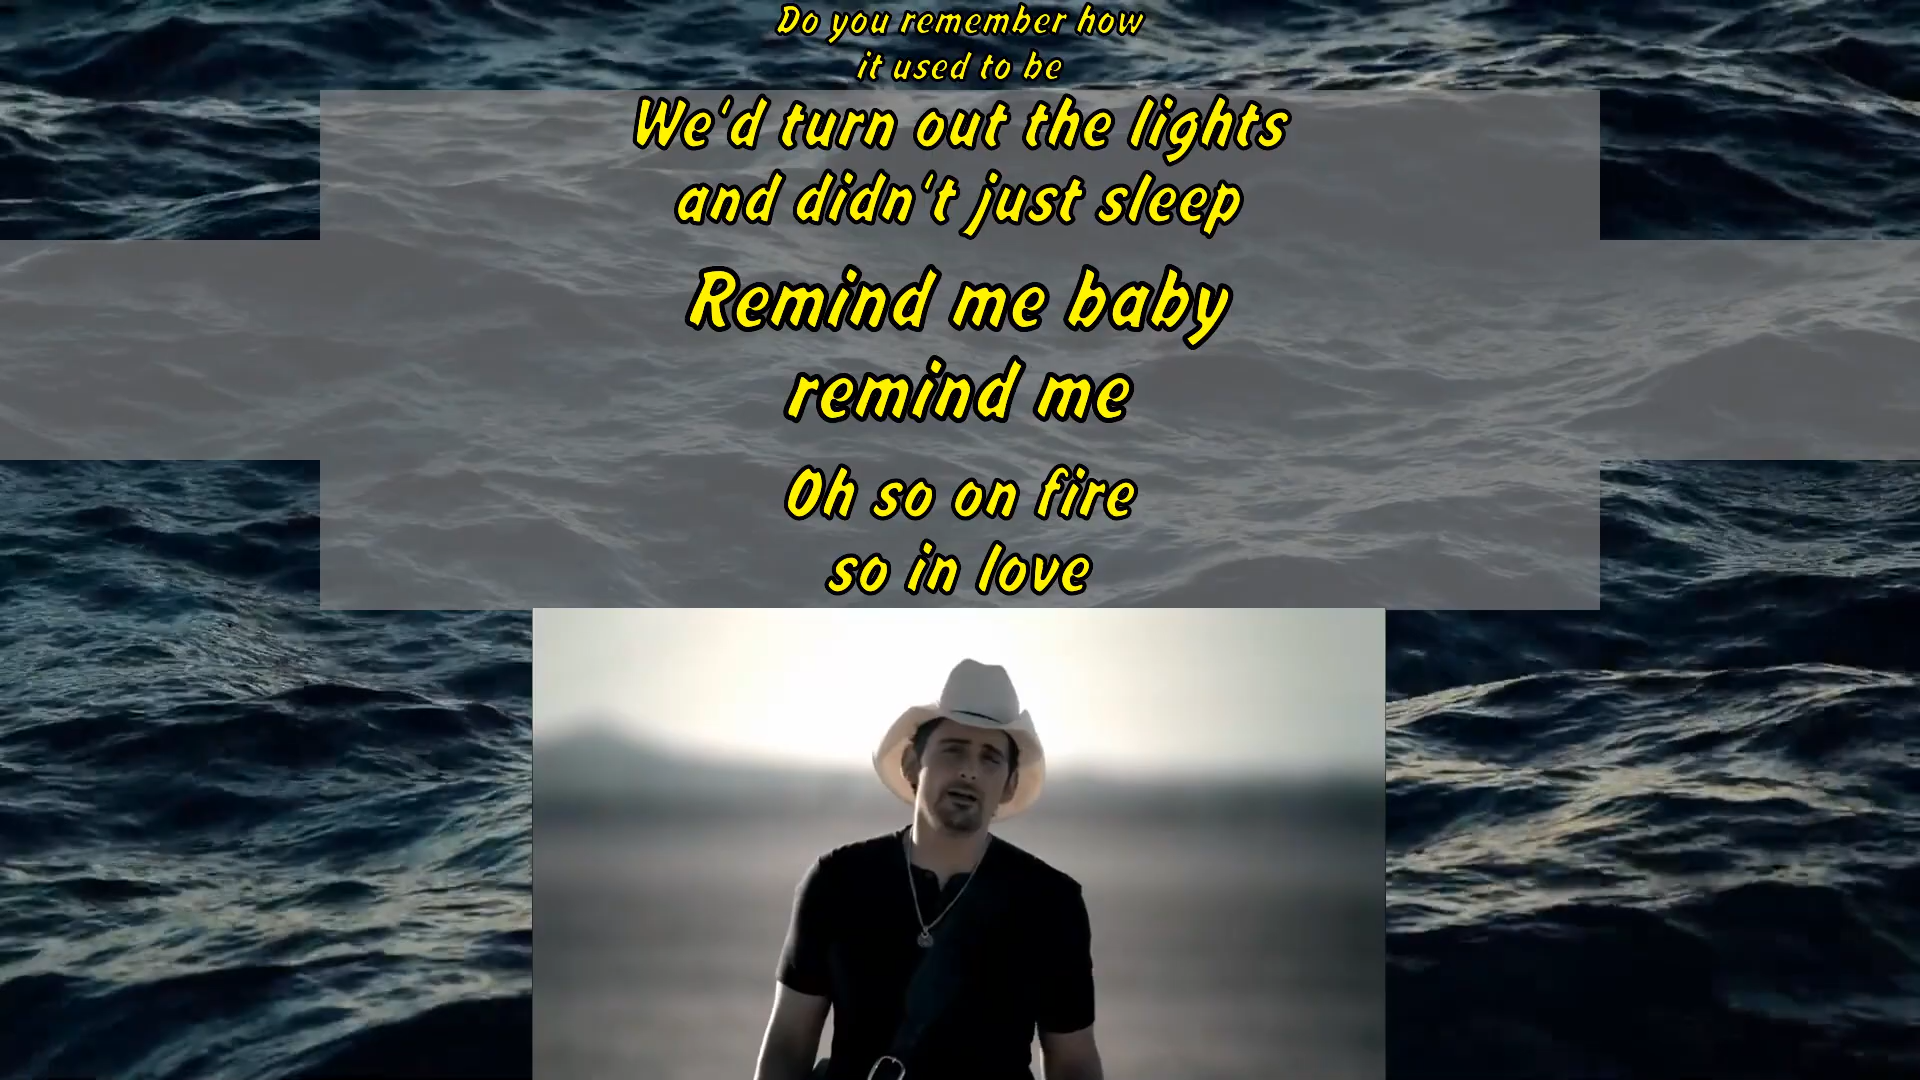 Do you remember how
it used to be
We'd turn out the lights
and didn't just sleep
Remind me baby
remind me
Oh so on fire
so in love